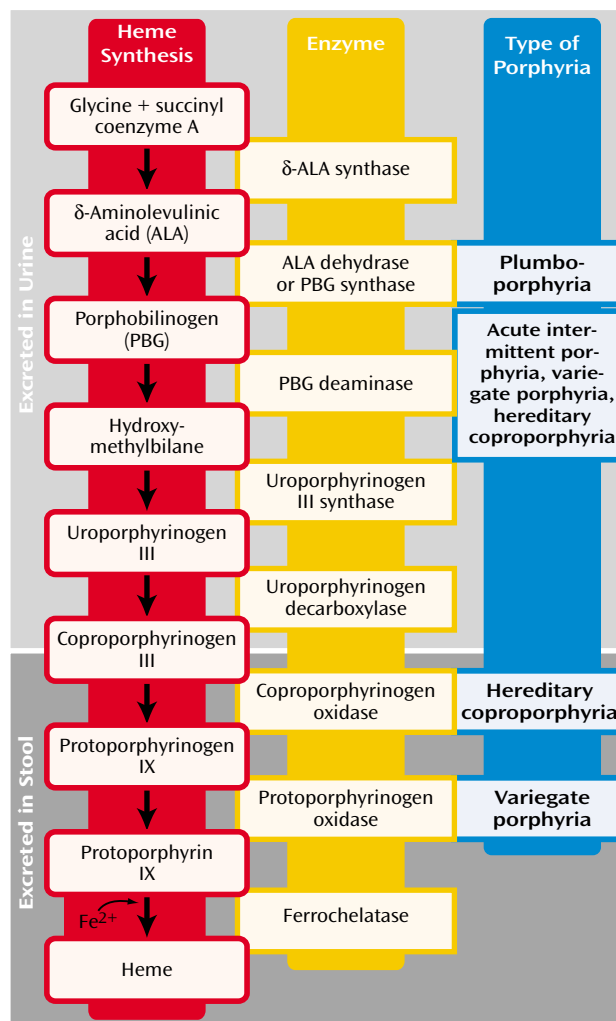 Heme
Synthesis
Enzyme
Type of
Porphyria
Glycine + succinyl
coenzyme A
δ-ALA synthase
δ-Aminolevulinic
acid (ALA)
ALA dehydrase
or PBG synthase
Plumbo-
porphyria
Porphobilinogen
(PBG)
Acute inter-
mittent por-
phyria, varie-
gate porphyria,
hereditary
coproporphyria
PBG deaminase
Hydroxy-
methylbilane
Uroporphyrinogen
III synthase
Uroporphyrinogen
III
Uroporphyrinogen
decarboxylase
Coproporphyrinogen
III
Coproporphyrinogen
oxidase
Hereditary
coproporphyria
Protoporphyrinogen
IX
Protoporphyrinogen
oxidase
Variegate
porphyria
Protoporphyrin
IX
Fe2+
Ferrochelatase
Heme
Excreted in Urine
Excreted in Stool